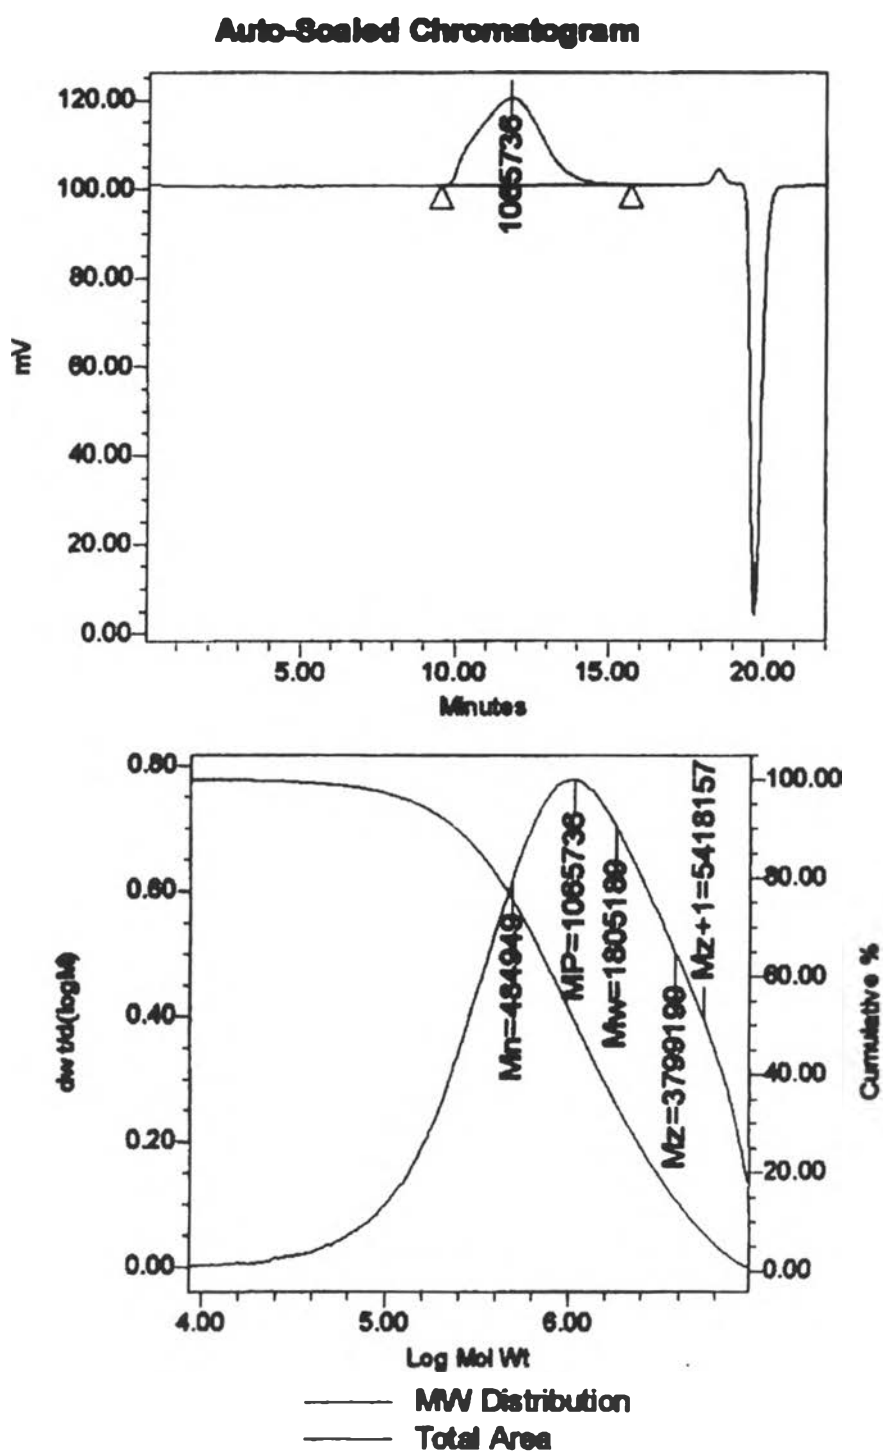 Auto-Scaled Chromatogram
120.00
100.00
80.00
60.00
40.00
20.00
0.00
mV
1065736
5.00 10.00 15.00 20.00
Minutes
0.80
0.60
0.40
0.20
0.00
dwt/d(logM)
Mn=484949
MP=1065736
Mw=1805189
Mz=3799199
Mz+1=5418157
100.00
80.00
60.00
40.00
20.00
0.00
Cumulative %
4.00 5.00 6.00
Log Mol Wt
MW Distribution
Total Area